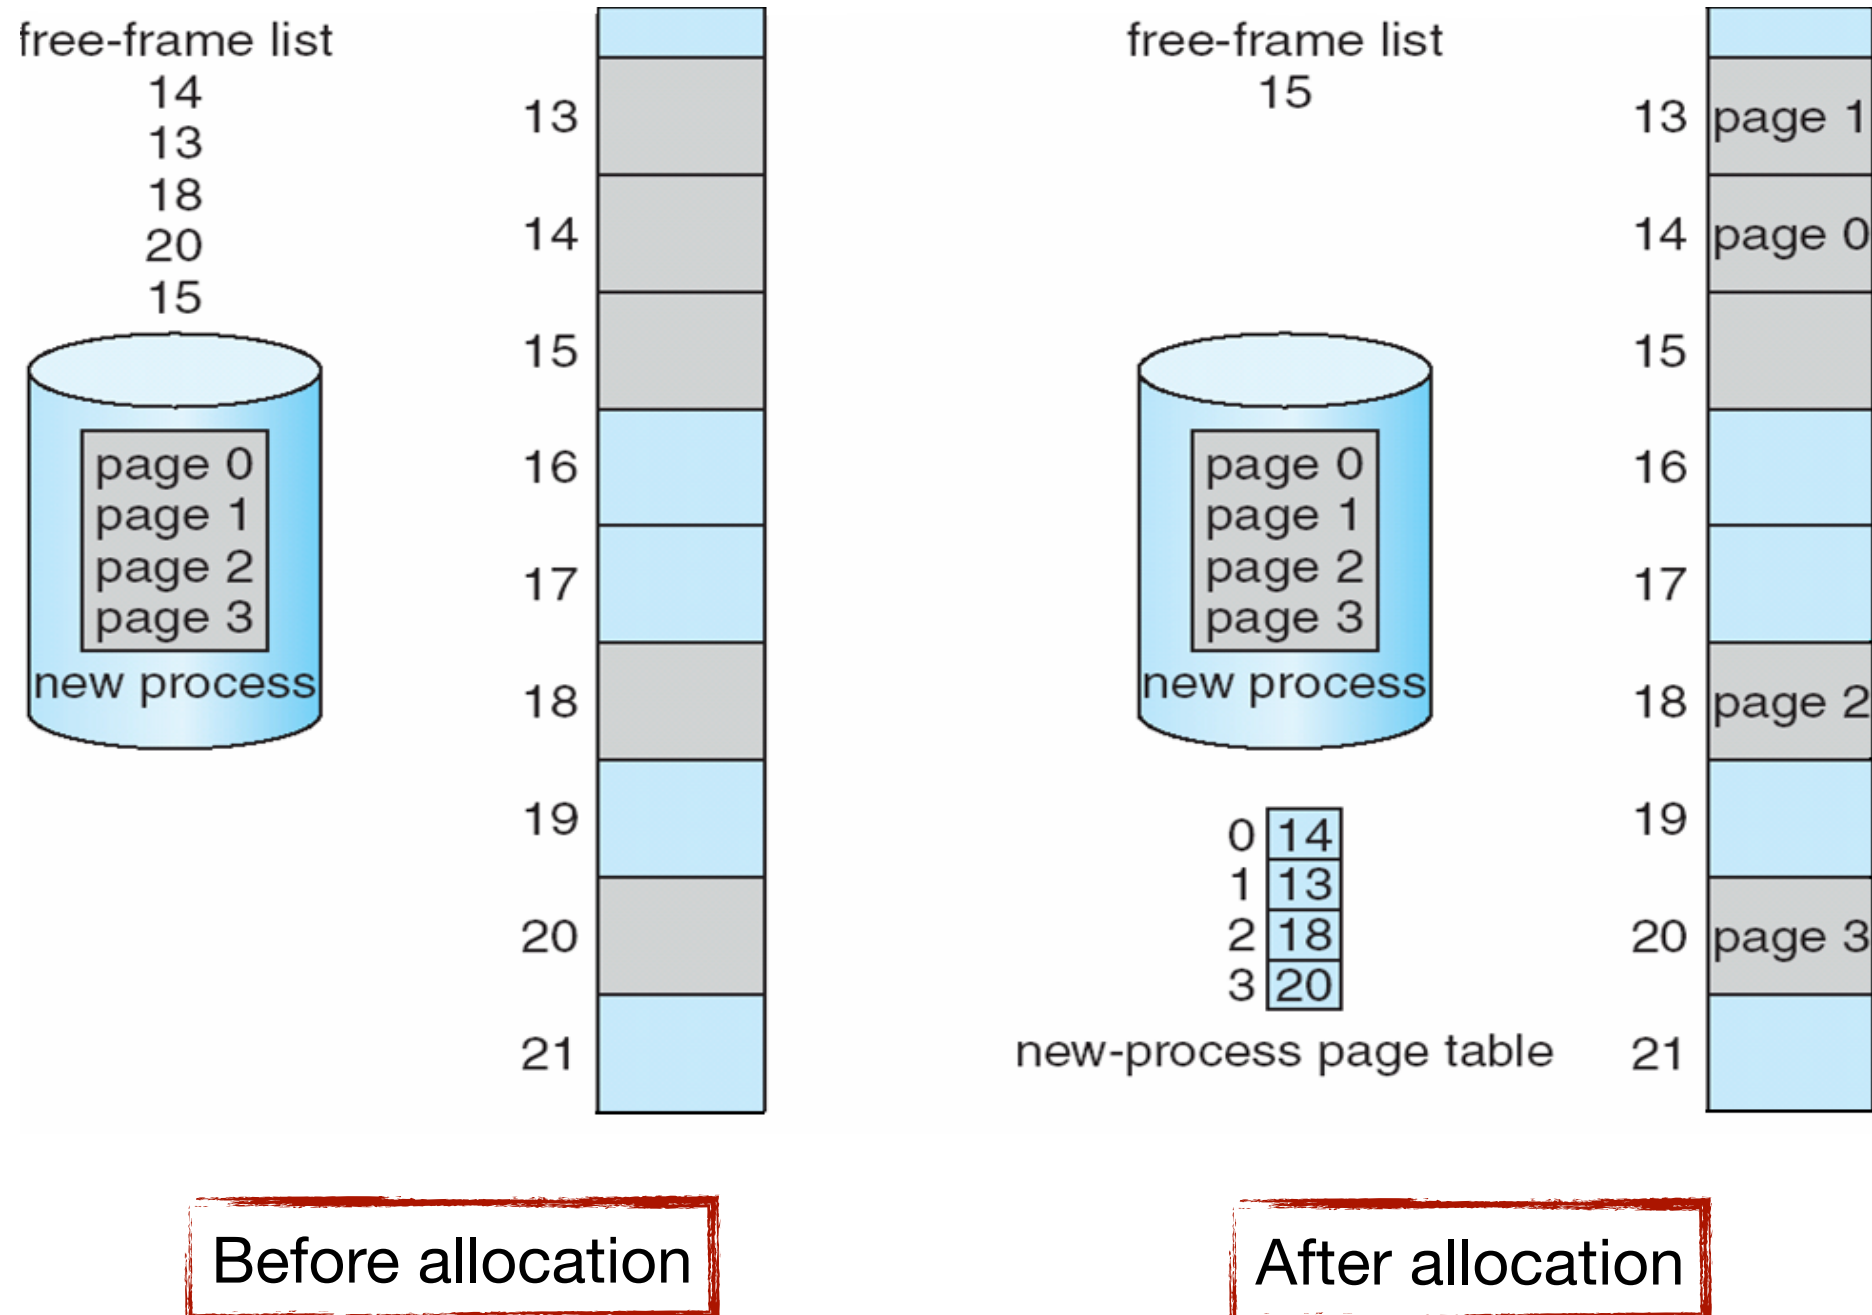 free-frame list
14
13
18
20
15
page 0
page 1
page 2
page 3
new process
13
14
15
16
17
18
19
20
21
Before allocation
free-frame list
15
page 0
page 1
page 2
page 3
new process
0 14
1 13
2 18
3 20
new-process page table
13 page 1
14 page 0
15
16
17
18 page 2
19
20 page 3
21
After allocation